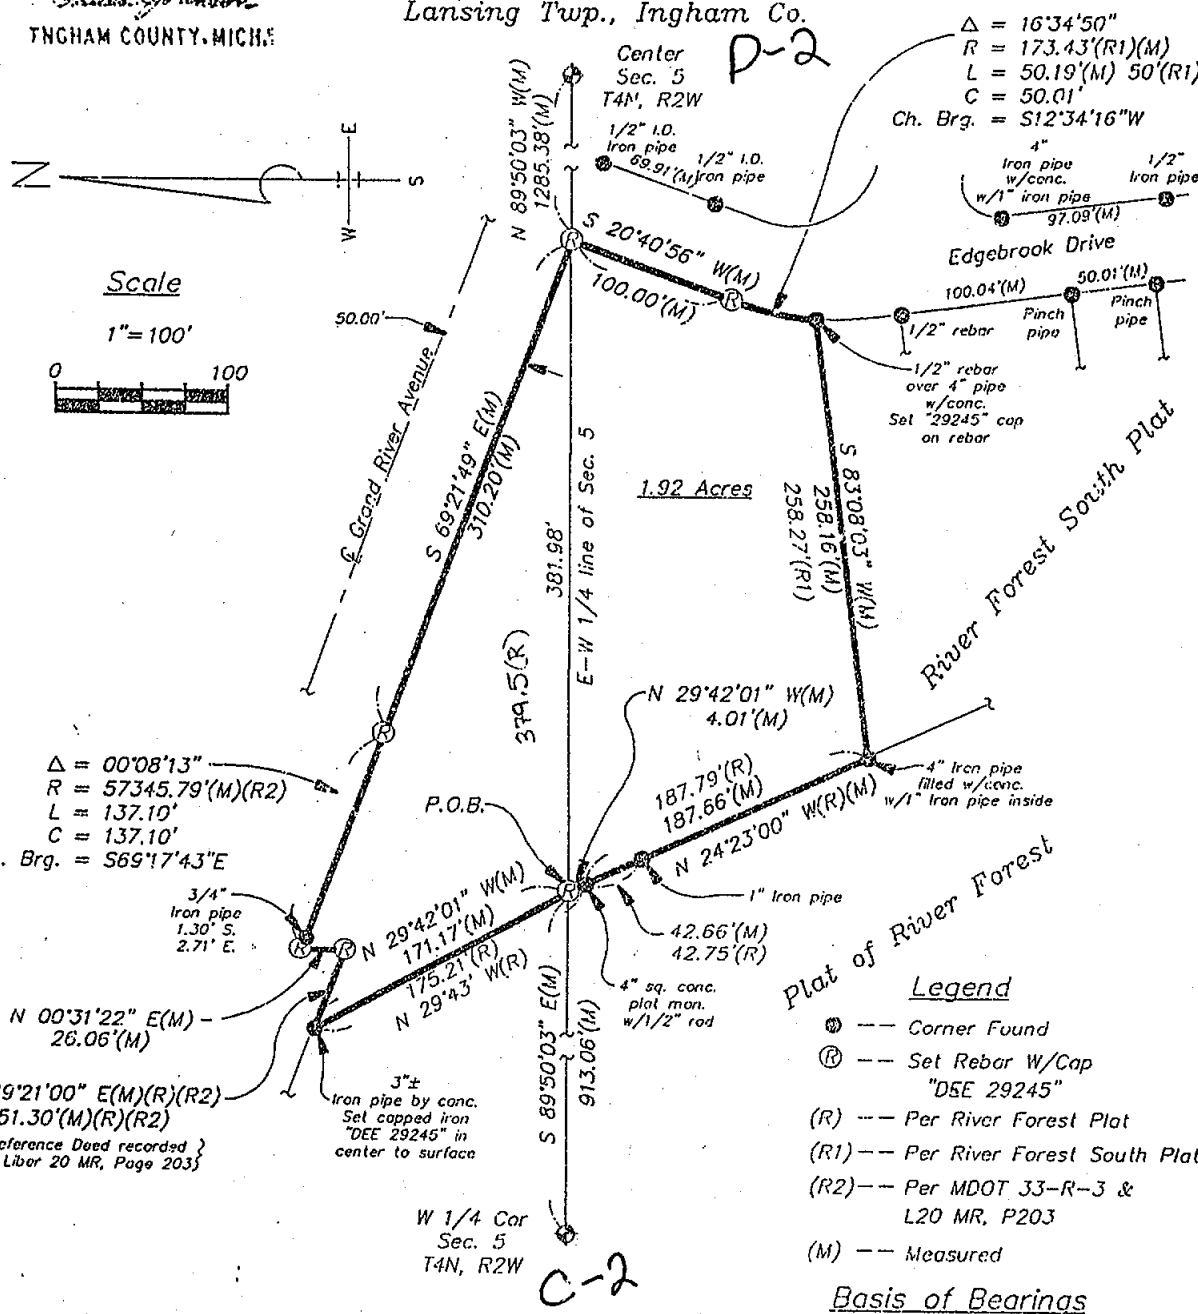 INGHAM COUNTY, MICH.
Lansing Twp., Ingham Co.
D-2
Center
Sec. 5
T4N, R2W
Δ = 16°34'50"
R = 173.43'(R1)(M)
L = 50.19'(M) 50'(R1)
C = 50.01'
Ch. Brg. = S12°34'16"W
N 89°50'03" W(M)
1285.38'(M)
1/2" I.D.
Iron pipe
69.91'(M)
1/2" I.D.
Iron pipe
4"
Iron pipe
w/conc.
w/1" iron pipe
1/2"
Iron pipe
97.09'(M)
N
E
S
W
Scale
1"=100'
0 100
S 20°40'56" W(M)
100.00'(M)
Edgebrook Drive
100.04'(M)
50.01'(M)
1/2" rebar
Pinch
pipe
Pinch
pipe
1/2" rebar
over 4" pipe
w/conc.
Set "29245" cap
on rebar
50.00'
℄ Grand River Avenue
S 69°21'49" E(M)
310.20'(M)
381.98'
E-W 1/4 line of Sec. 5
379.5(R)
1.92 Acres
S 83°08'03" W(M)
258.16'(M)
258.27'(R1)
River Forest South Plat
N 29°42'01" W(M)
4.01'(M)
Δ = 00°08'13"
R = 57345.79'(M)(R2)
L = 137.10'
C = 137.10'
. Brg. = S69°17'43"E
P.O.B.
187.79'(R)
187.66'(M)
N 24°23'00" W(R)(M)
4" Iron pipe
filled w/conc.
w/1" Iron pipe inside
3/4"
Iron pipe
1.30' S.
2.71' E.
N 29°42'01" W(M)
171.17'(M)
175.21'(R)
N 29°43' W(R)
1" Iron pipe
42.66'(M)
42.75'(R)
4" sq. conc.
plat mon.
w/1/2" rod
Plat of River Forest
N 00°31'22" E(M)
26.06'(M)
9°21'00" E(M)(R)(R2)
51.30'(M)(R)(R2)
eference Deed recorded }
Liber 20 MR, Page 203}
3"±
Iron pipe by conc.
Set capped iron
"DEE 29245" in
center to surface
S 89°50'03" E(M)
913.06'(M)
W 1/4 Cor
Sec. 5
T4N, R2W
C-2
Legend
--- Corner Found
R -- Set Rebar W/Cap
"DEE 29245"
(R) --- Per River Forest Plat
(R1)-- Per River Forest South Plat
(R2)-- Per MDOT 33-R-3 &
L20 MR, P203
(M) -- Measured
Basis of Bearings